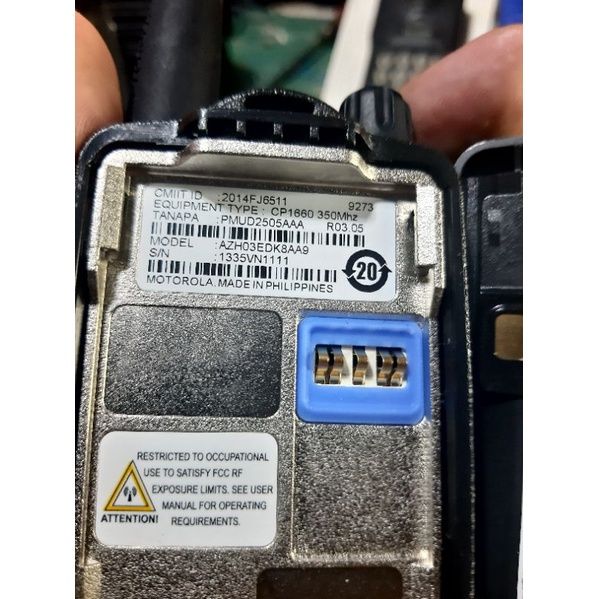 CMIIT ID :2014FJ6511 9273
EQUIPMENT TYPE : CP1660 350Mhz
TANAPA :PMUD2505AAA R03.05
MODEL :AZH03EDK8AA9
S/N :1335VN1111
20
MOTOROLA.MADE IN PHILIPPINES
RESTRICTED TO OCCUPATIONAL
USE TO SATISFY FCC RF
EXPOSURE LIMITS. SEE USER
MANUAL FOR OPERATING
REQUIREMENTS.
ATTENTION!